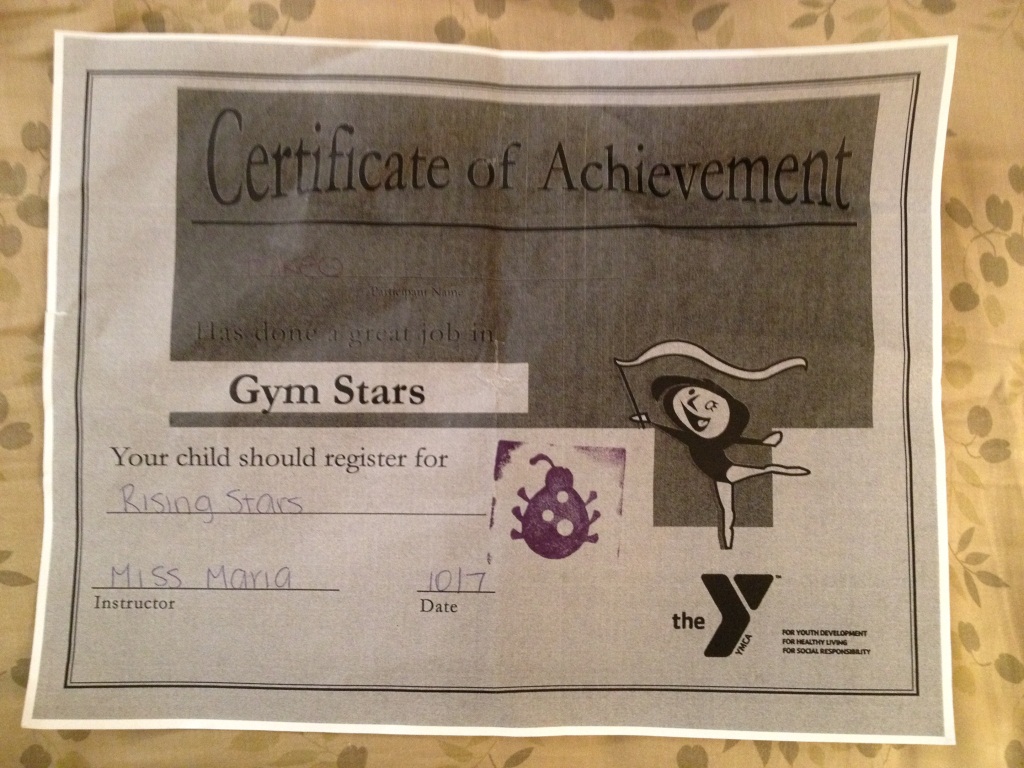 Certificate of Achievement
Participant Name
Has done a great job in
Gym Stars
Your child should register for
Rising Stars
Miss Maria 10/7
Instructor Date
the YMCA ™
FOR YOUTH DEVELOPMENT
FOR HEALTHY LIVING
FOR SOCIAL RESPONSIBILITY